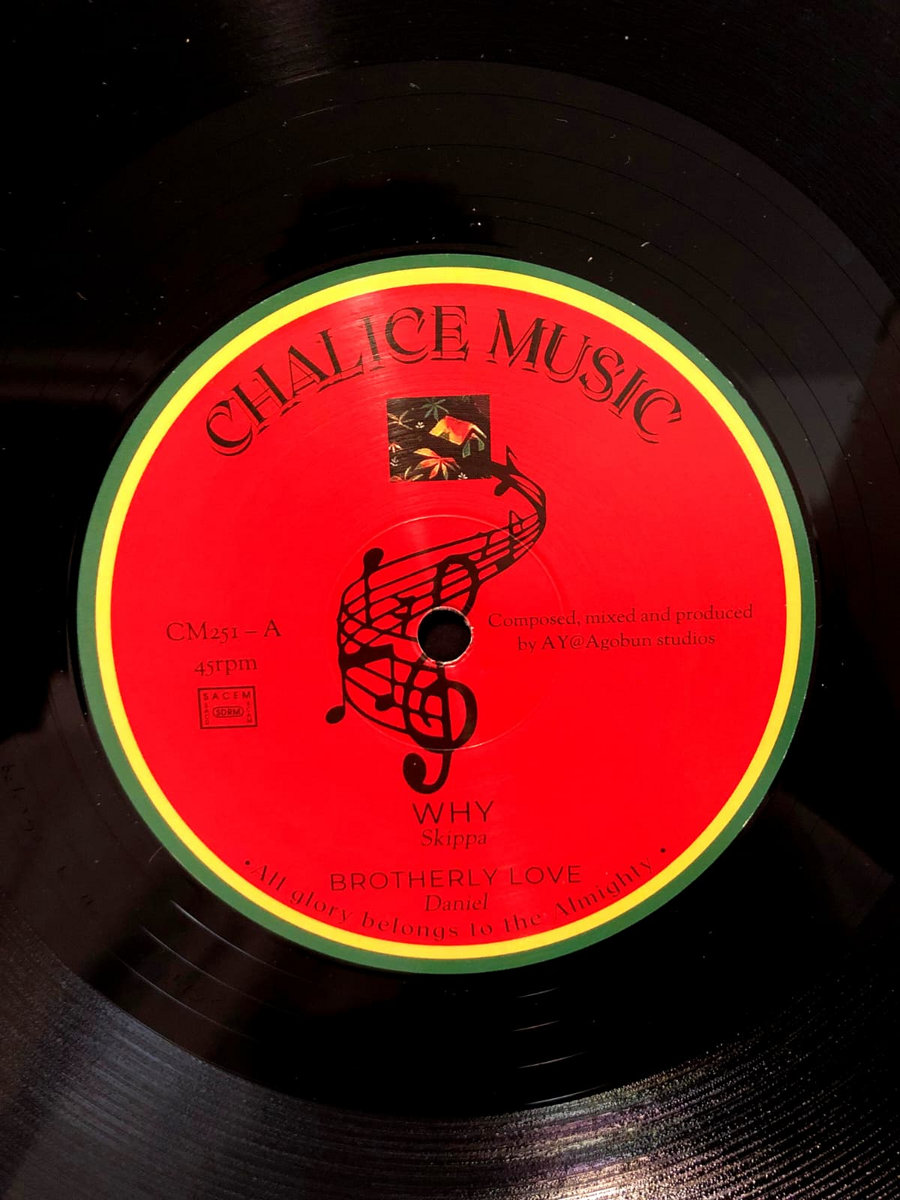 CHALICE MUSIC
CM251 – A
45rpm
SACEM
SDRM
Composed, mixed and produced
by AY@Agobun studios
WHY
Skippa
BROTHERLY LOVE
Daniel
• All glory belongs to the Almighty •